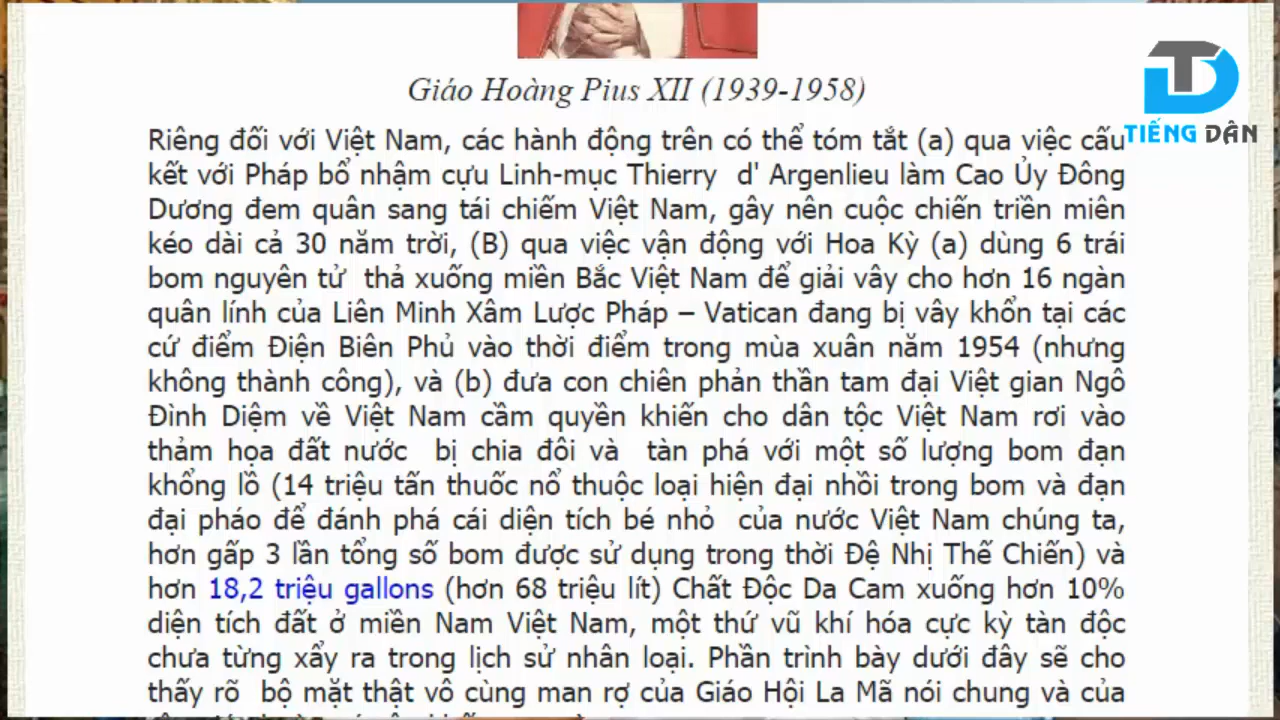 TIẾNG DÂN
Giáo Hoàng Pius XII (1939-1958)
Riêng đối với Việt Nam, các hành động trên có thể tóm tắt (a) qua việc cấu
kết với Pháp bổ nhậm cựu Linh-mục Thierry d' Argenlieu làm Cao Ủy Đông
Dương đem quân sang tái chiếm Việt Nam, gây nên cuộc chiến triền miên
kéo dài cả 30 năm trời, (B) qua việc vận động với Hoa Kỳ (a) dùng 6 trái
bom nguyên tử thả xuống miền Bắc Việt Nam để giải vây cho hơn 16 ngàn
quân lính của Liên Minh Xâm Lược Pháp – Vatican đang bị vây khổn tại các
cứ điểm Điện Biên Phủ vào thời điểm trong mùa xuân năm 1954 (nhưng
không thành công), và (b) đưa con chiên phản thần tam đại Việt gian Ngô
Đình Diệm về Việt Nam cầm quyền khiến cho dân tộc Việt Nam rơi vào
thảm họa đất nước bị chia đôi và tàn phá với một số lượng bom đạn
khổng lồ (14 triệu tấn thuốc nổ thuộc loại hiện đại nhồi trong bom và đạn
đại pháo để đánh phá cái diện tích bé nhỏ của nước Việt Nam chúng ta,
hơn gấp 3 lần tổng số bom được sử dụng trong thời Đệ Nhị Thế Chiến) và
hơn 18,2 triệu gallons (hơn 68 triệu lít) Chất Độc Da Cam xuống hơn 10%
diện tích đất ở miền Nam Việt Nam, một thứ vũ khí hóa cực kỳ tàn độc
chưa từng xẩy ra trong lịch sử nhân loại. Phần trình bày dưới đây sẽ cho
thấy rõ bộ mặt thật vô cùng man rợ của Giáo Hội La Mã nói chung và của